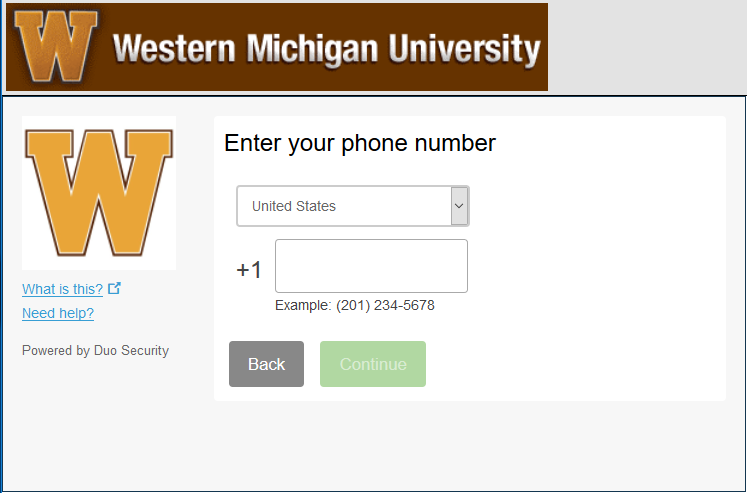 W Western Michigan University
W
What is this?
Need help?
Powered by Duo Security
Enter your phone number
United States
+1
Example: (201) 234-5678
Back Continue